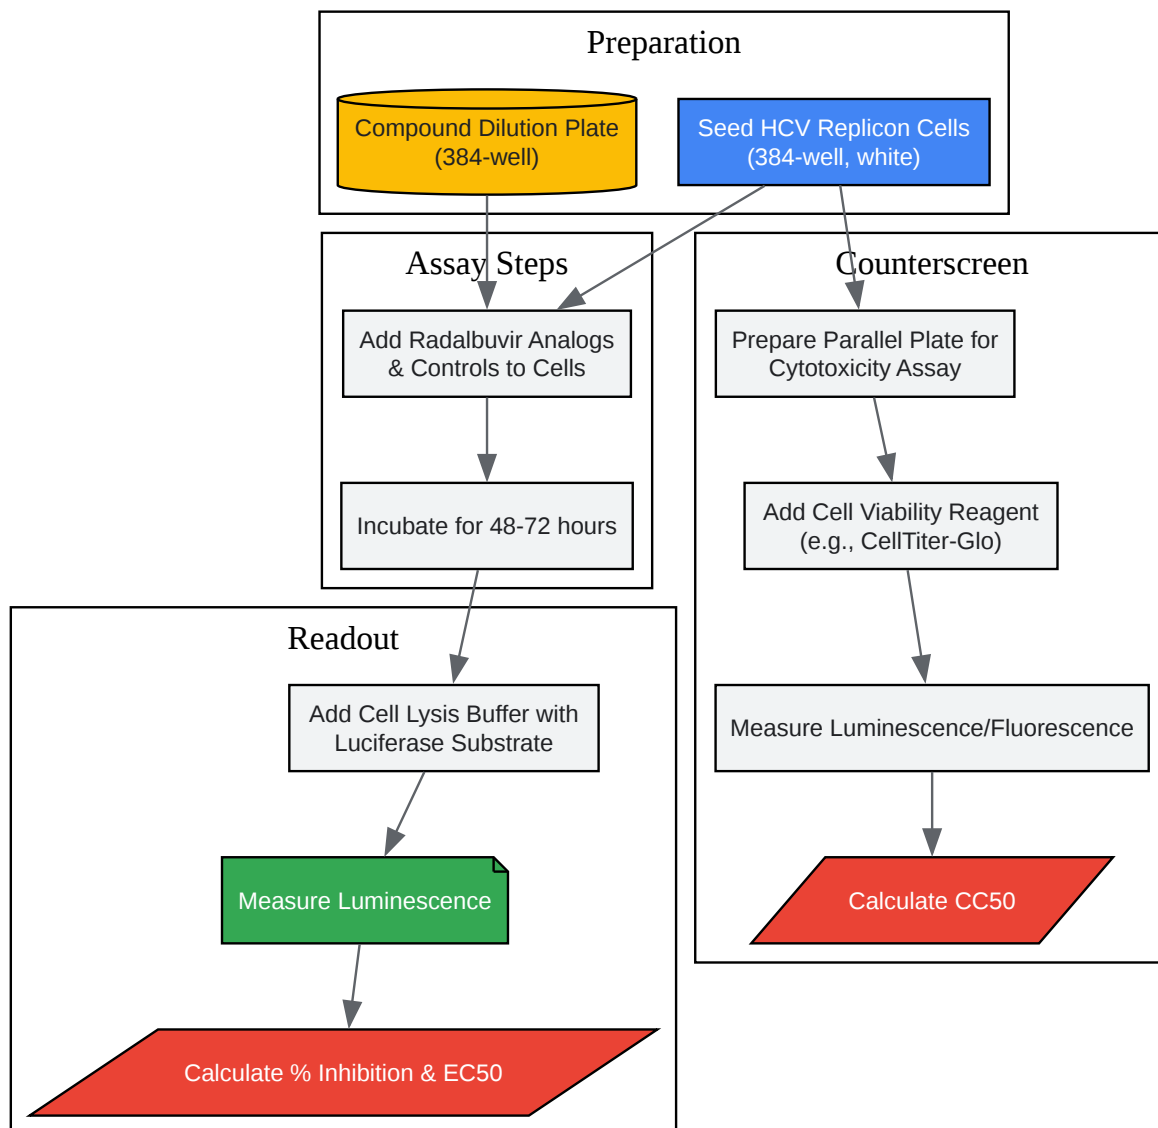 Preparation
Compound Dilution Plate
(384-well)
Seed HCV Replicon Cells
(384-well, white)
Assay Steps
Add Radalbuvir Analogs
& Controls to Cells
Incubate for 48-72 hours
Counterscreen
Prepare Parallel Plate for
Cytotoxicity Assay
Add Cell Viability Reagent
(e.g., CellTiter-Glo)
Measure Luminescence/Fluorescence
Calculate CC50
Readout
Add Cell Lysis Buffer with
Luciferase Substrate
Measure Luminescence
Calculate % Inhibition & EC50